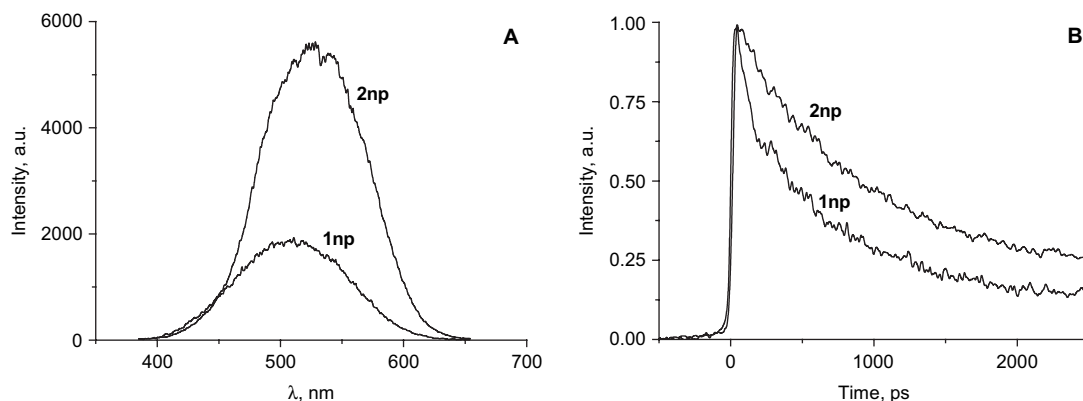 A
6000
4000
2000
0
Intensity, a.u.
2np
1np
400
500
600
700
λ, nm
B
1.00
0.75
0.50
0.25
0.00
Intensity, a.u.
2np
1np
0
1000
2000
Time, ps